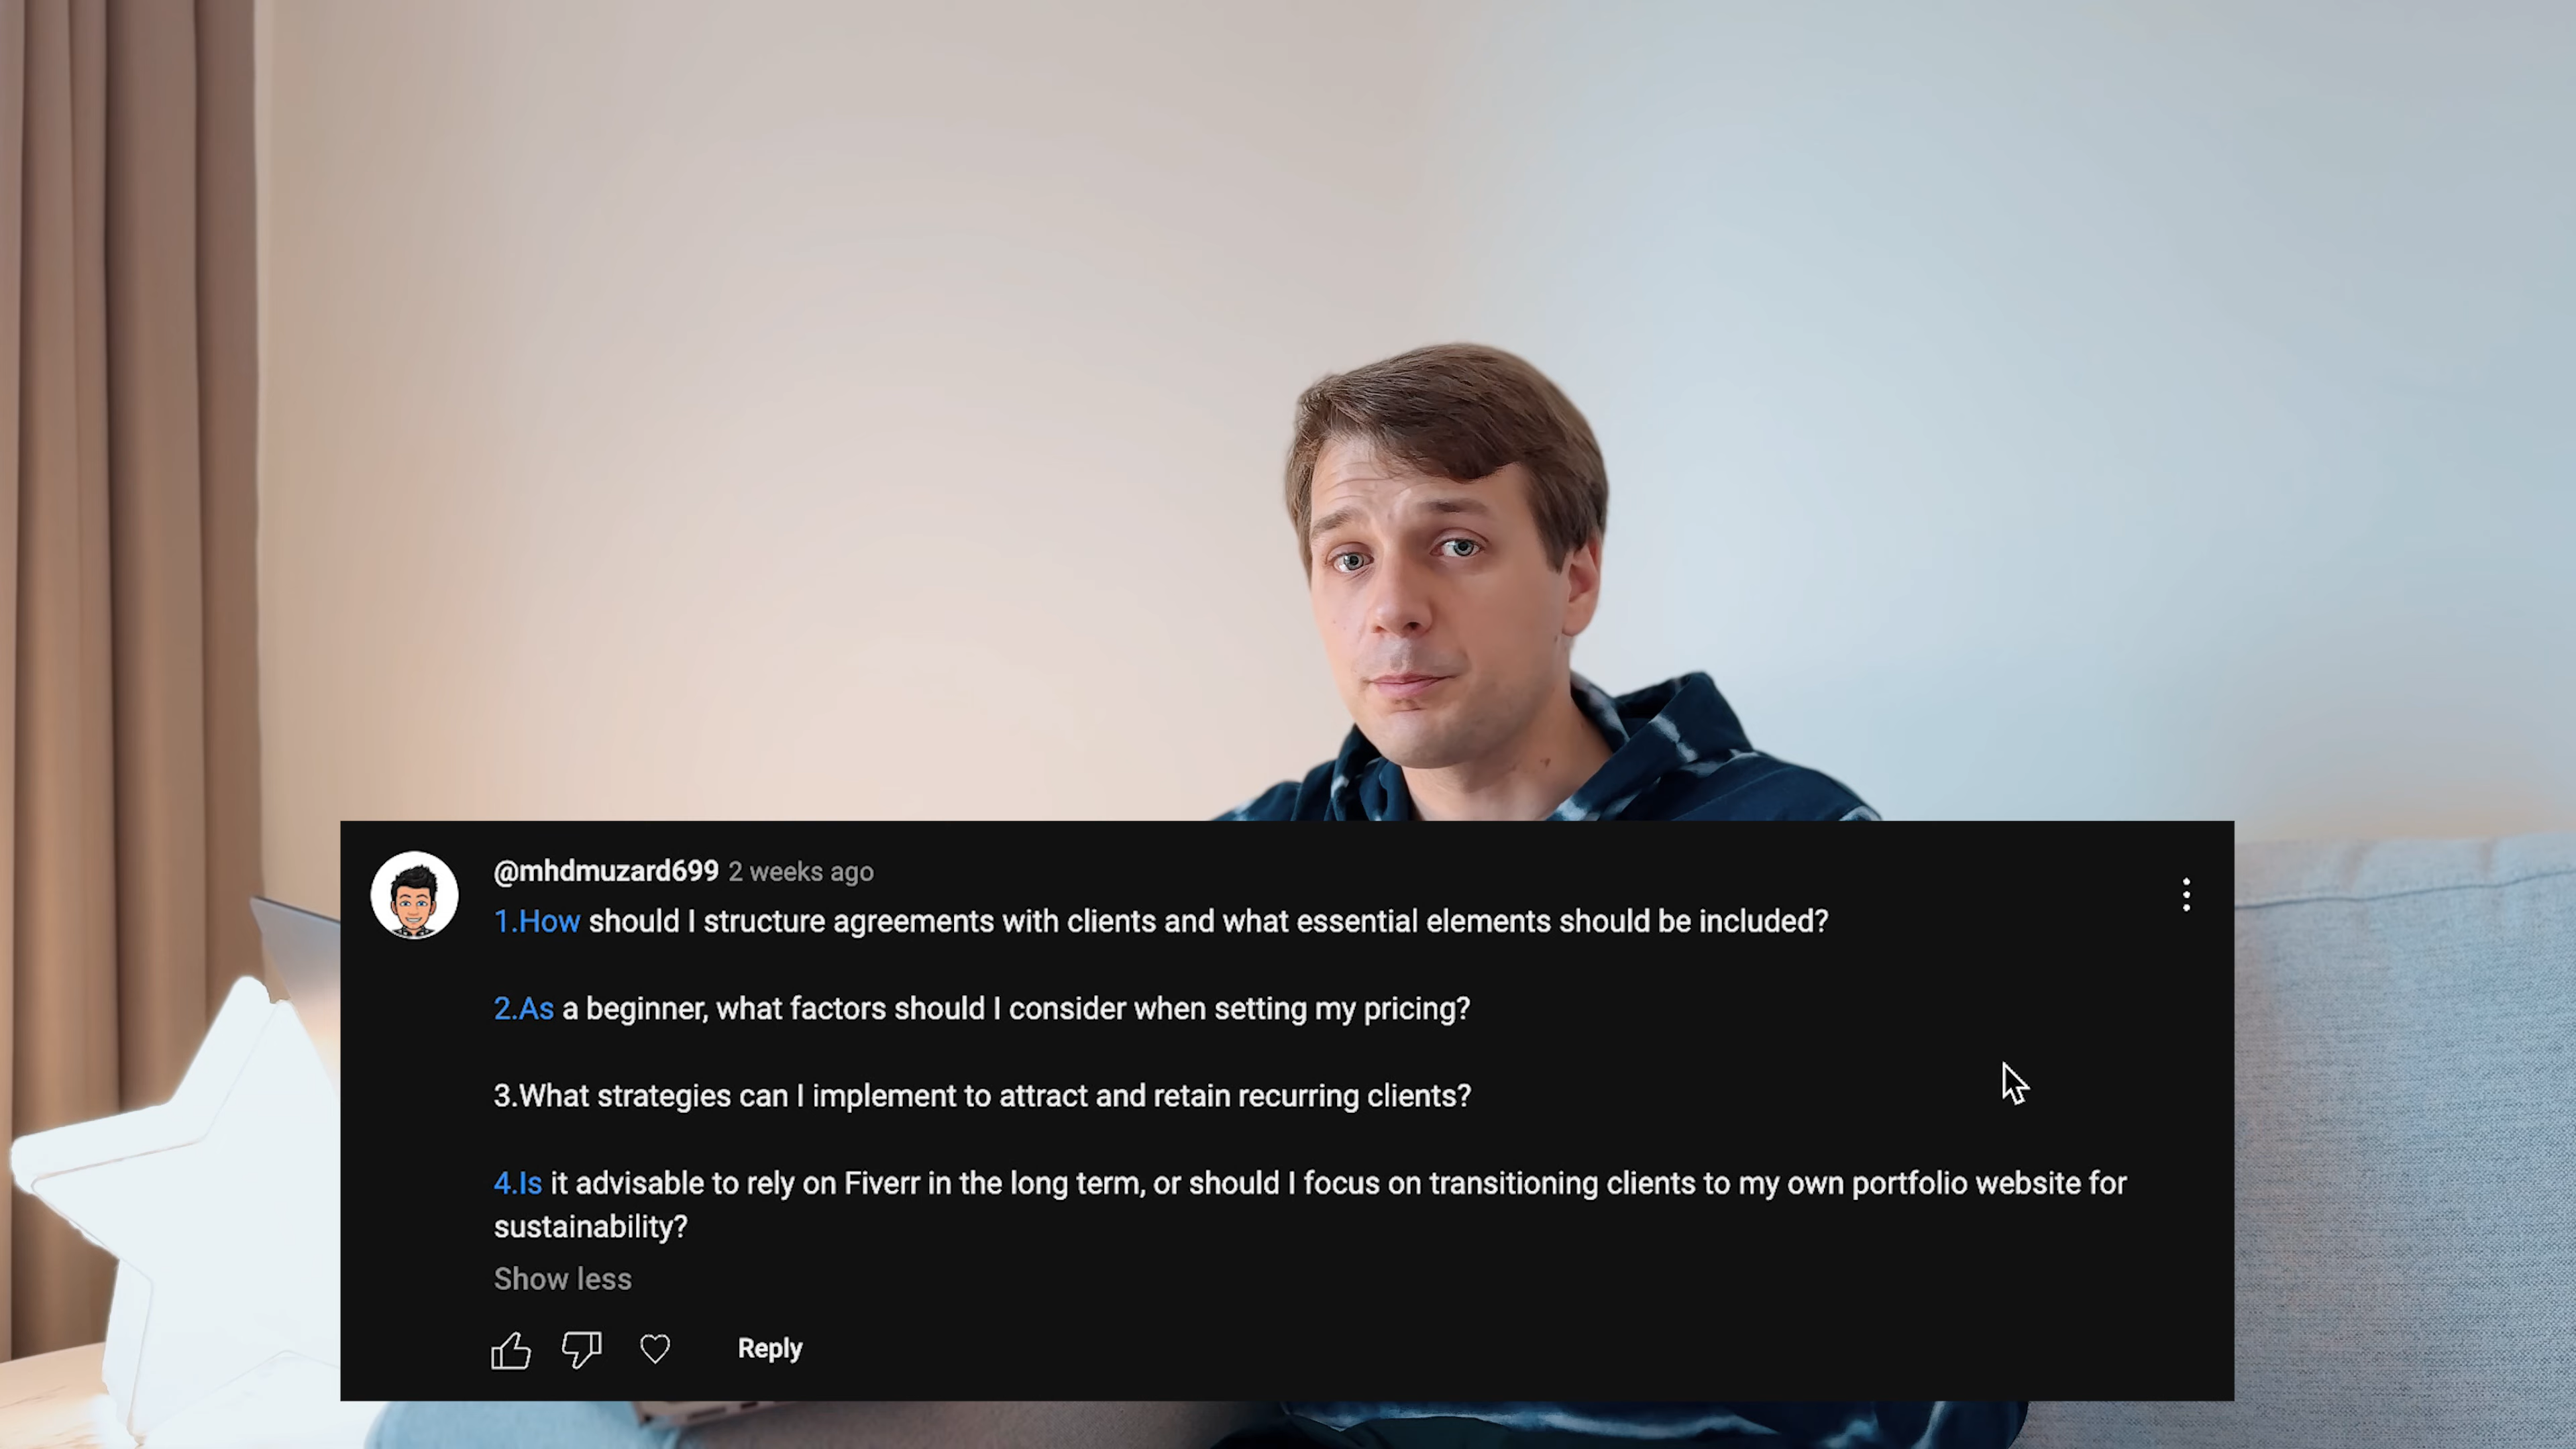 @mhdmuzard699 2 weeks ago
1.How should I structure agreements with clients and what essential elements should be included?
2.As a beginner, what factors should I consider when setting my pricing?
3.What strategies can I implement to attract and retain recurring clients?
4.Is it advisable to rely on Fiverr in the long term, or should I focus on transitioning clients to my own portfolio website for
sustainability?
Show less
Reply